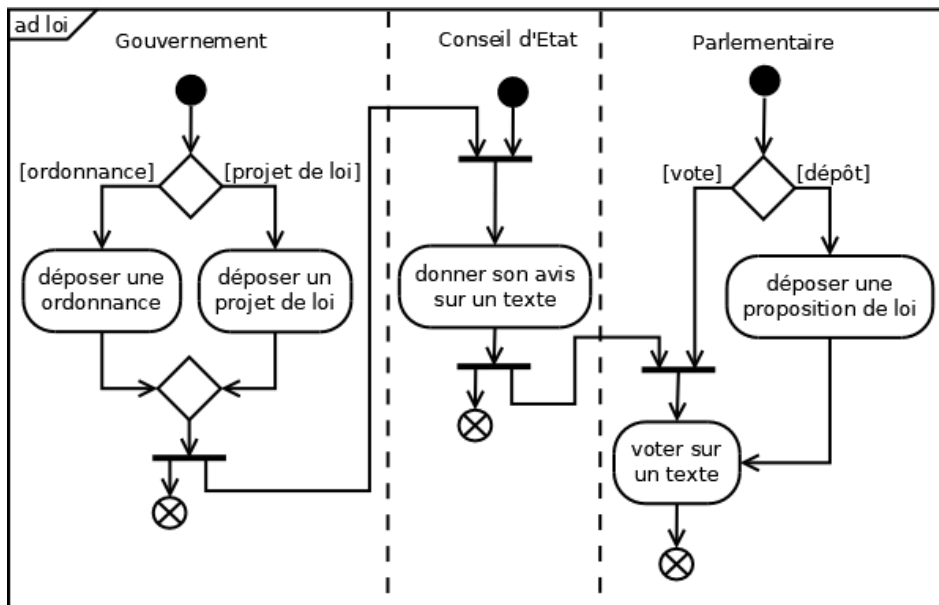 ad loi
Gouvernement
Conseil d'Etat
Parlementaire
[ordonnance]
[projet de loi]
[vote]
[dépôt]
déposer une
ordonnance
déposer un
projet de loi
donner son avis
sur un texte
déposer une
proposition de loi
voter sur
un texte